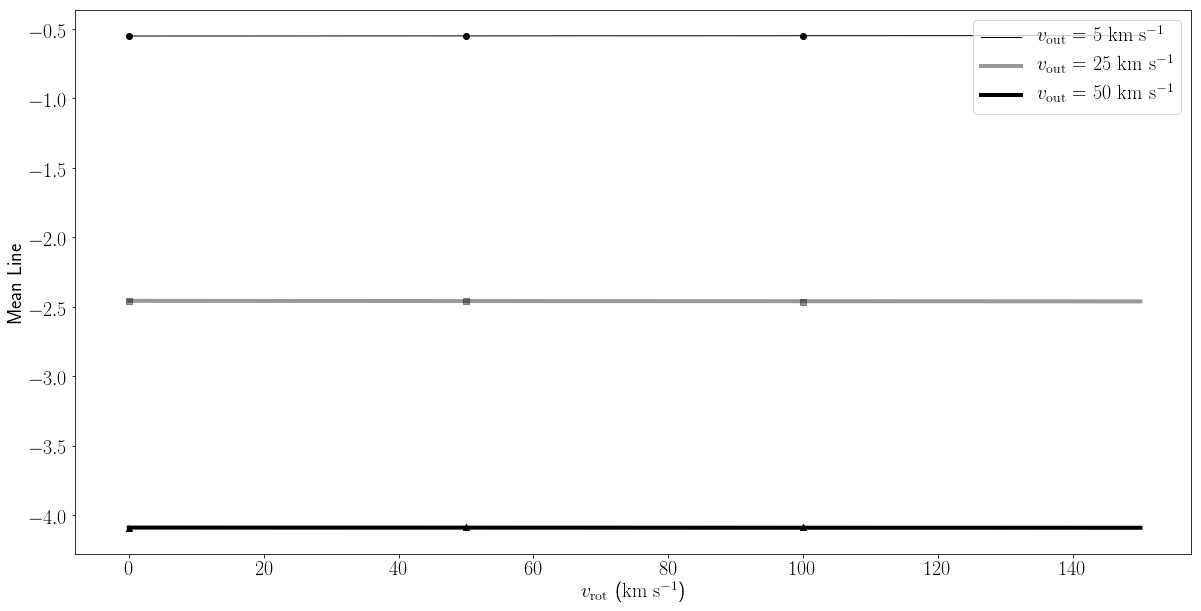 Mean Line
−0.5
−1.0
−1.5
−2.0
−2.5
−3.0
−3.5
−4.0
v_out = 5 km s⁻¹
v_out = 25 km s⁻¹
v_out = 50 km s⁻¹
0 20 40 60 80 100 120 140
v_rot (km s⁻¹)